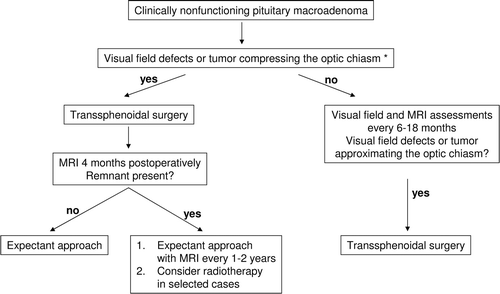 Clinically nonfunctioning pituitary macroadenoma
Visual field defects or tumor compressing the optic chiasm *
yes
no
Transsphenoidal surgery
Visual field and MRI assessments
every 6-18 months
Visual field defects or tumor
approximating the optic chiasm?
MRI 4 months postoperatively
Remnant present?
no
yes
yes
Expectant approach
1. Expectant approach
with MRI every 1-2 years
2. Consider radiotherapy
in selected cases
Transsphenoidal surgery